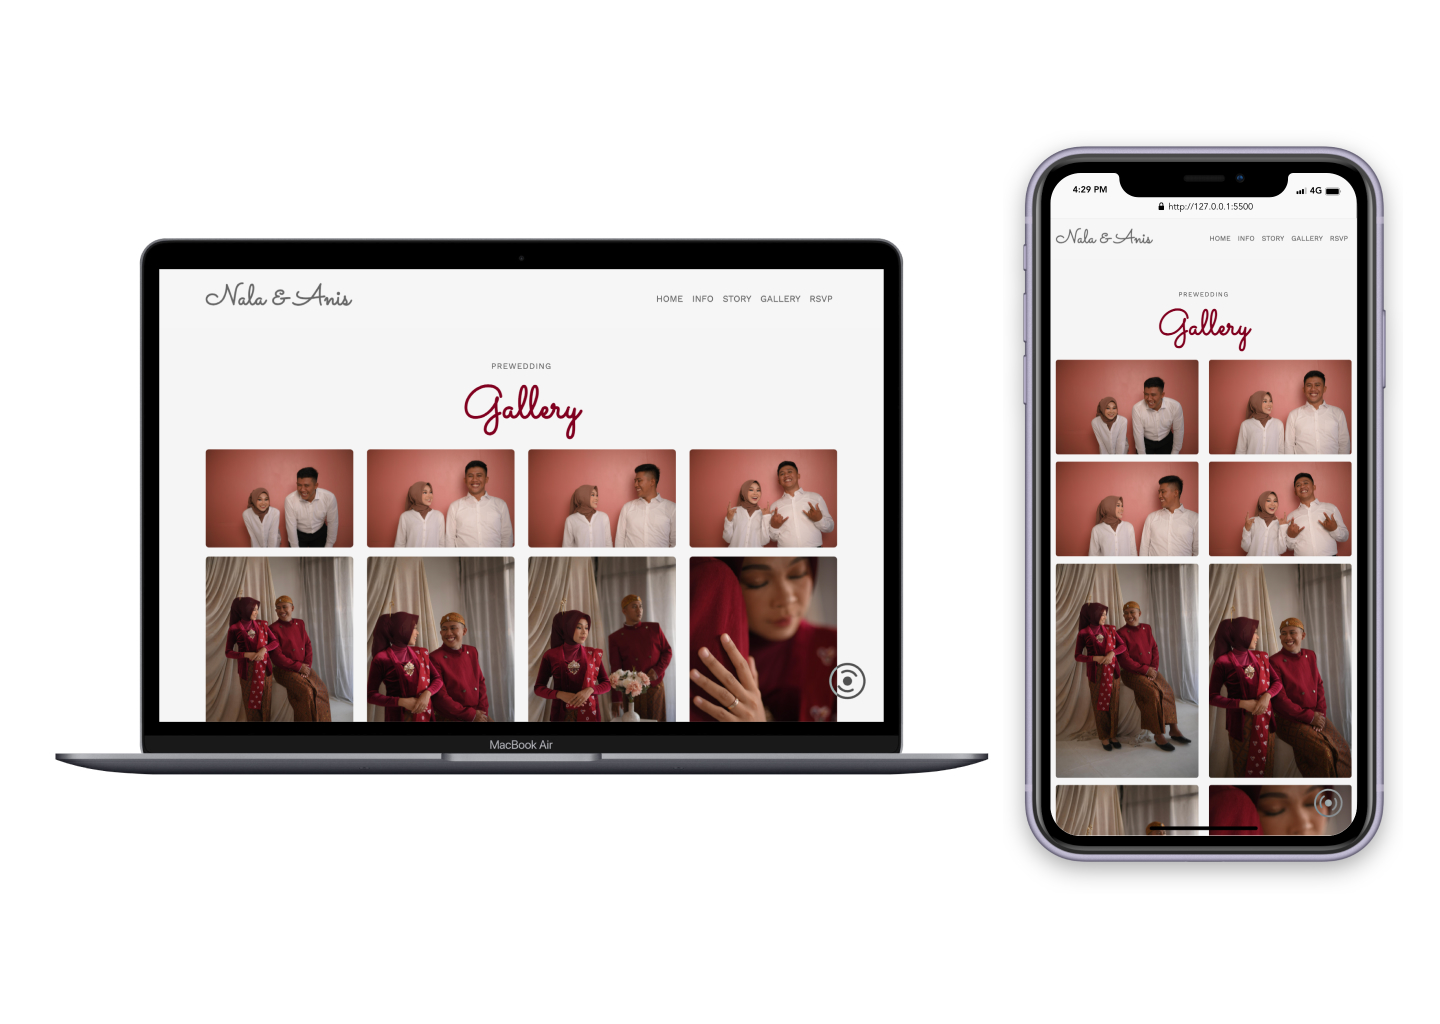 Nala & Anis
HOME INFO STORY GALLERY RSVP
PREWEDDING
Gallery
MacBook Air
4:29 PM
4G
http://127.0.0.1:5500
Nala & Anis
HOME INFO STORY GALLERY RSVP
PREWEDDING
Gallery